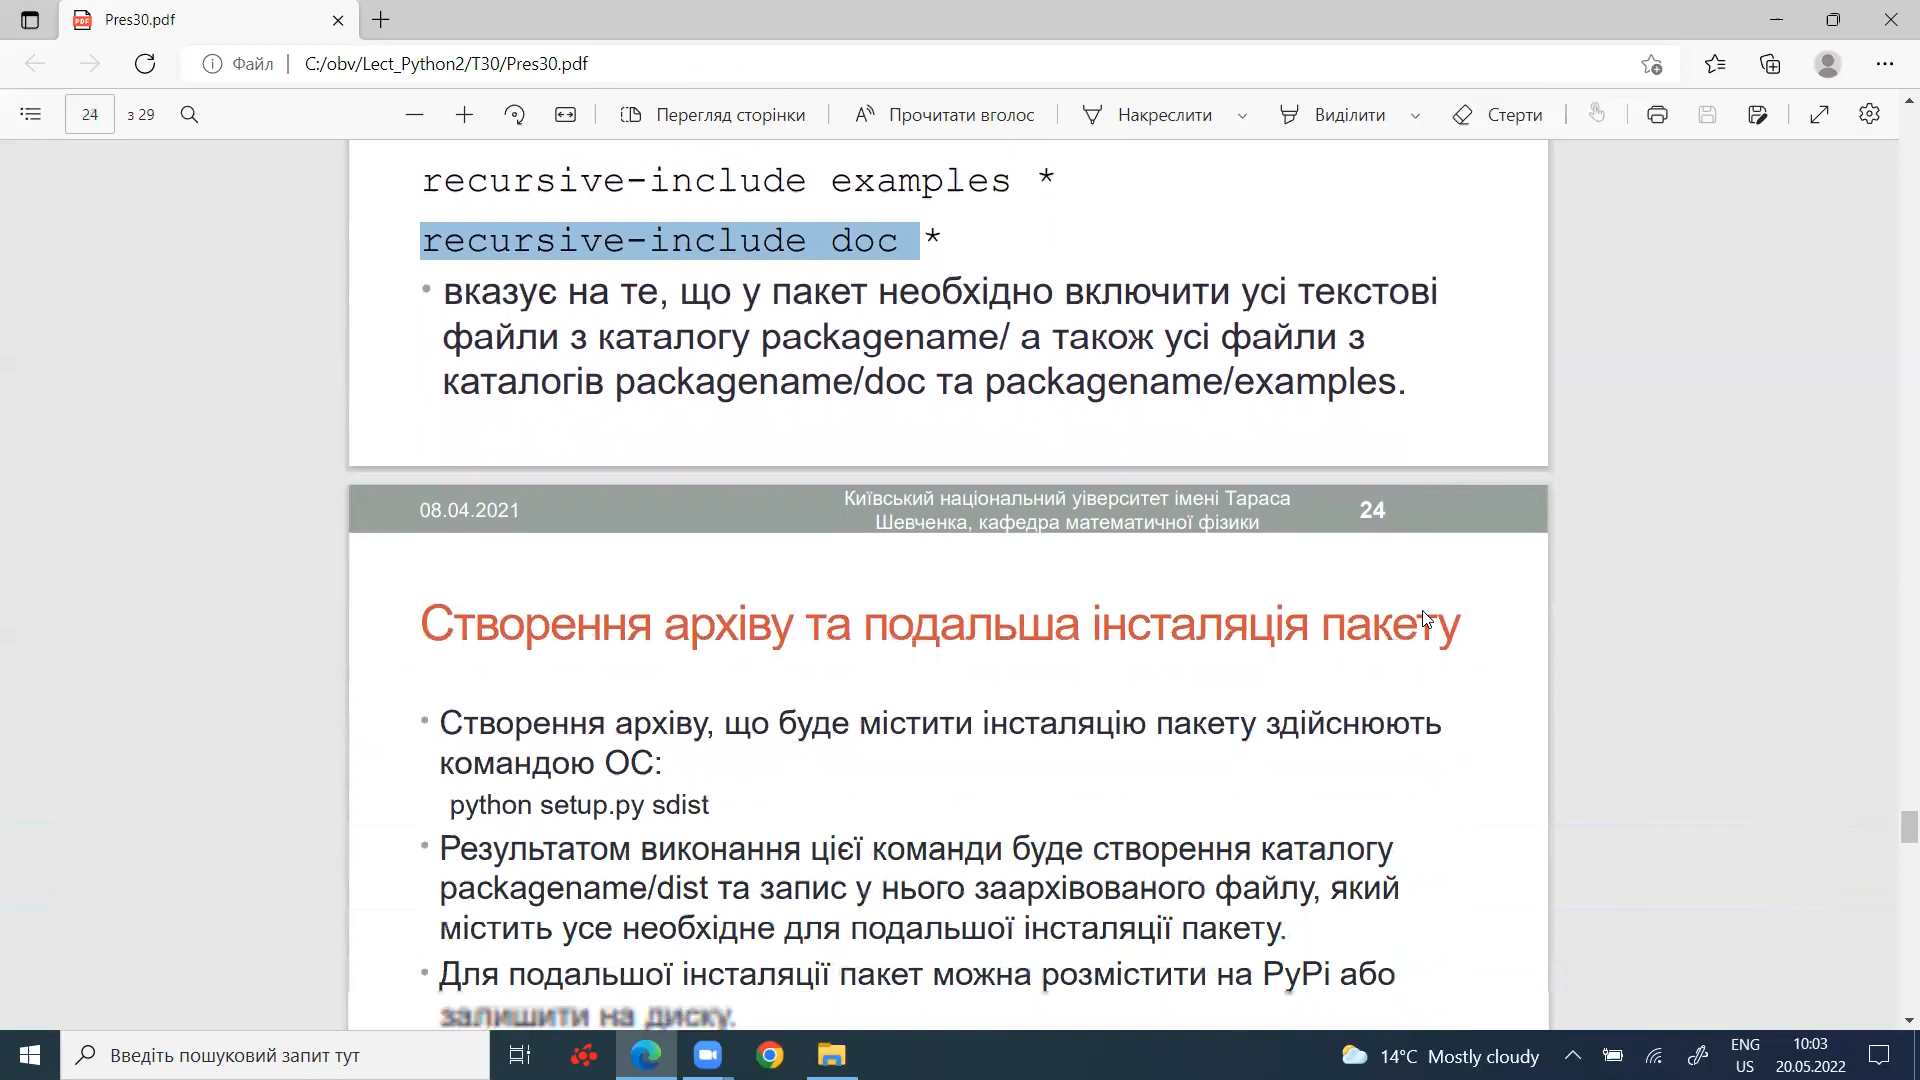 Pres30.pdf
Файл
C:/obv/Lect_Python2/T30/Pres30.pdf
24
з 29
Перегляд сторінки
Прочитати вголос
Накреслити
Виділити
Стерти
recursive-include examples *
recursive-include doc *
• вказує на те, що у пакет необхідно включити усі текстові
файли з каталогу packagename/ а також усі файли з
каталогів packagename/doc та packagename/examples.
08.04.2021
Київський національний уіверситет імені Тараса
Шевченка, кафедра математичної фізики
24
Створення архіву та подальша інсталяція пакету
• Створення архіву, що буде містити інсталяцію пакету здійснюють
командою ОС:
python setup.py sdist
• Результатом виконання цієї команди буде створення каталогу
packagename/dist та запис у нього заархівованого файлу, який
містить усе необхідне для подальшої інсталяції пакету.
• Для подальшої інсталяції пакет можна розмістити на PyPi або
залишити на диску.
Введіть пошуковий запит тут
14°C Mostly cloudy
ENG
US
10:03
20.05.2022